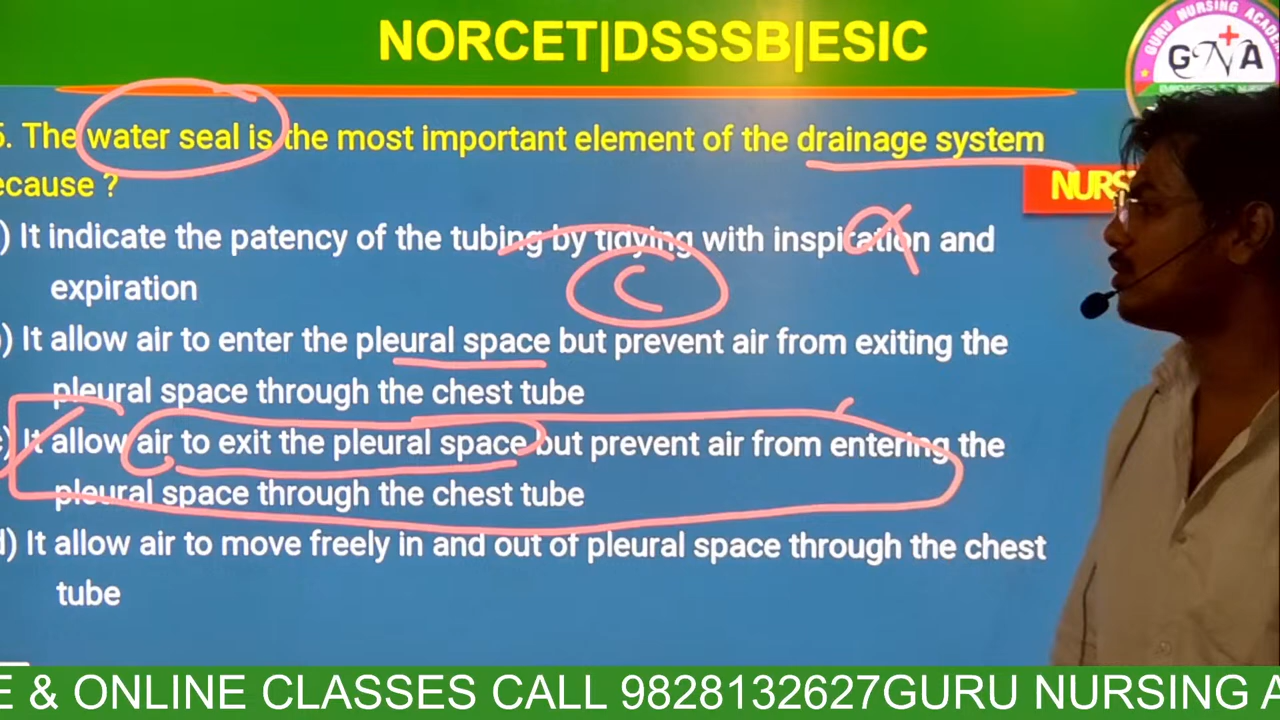 NORCET|DSSSB|ESIC
GURU NURSING ACADE
GNA
5. The water seal is the most important element of the drainage system
ecause ?
NURS
) It indicate the patency of the tubing by tidying with inspiration and
expiration
C
) It allow air to enter the pleural space but prevent air from exiting the
pleural space through the chest tube
c) It allow air to exit the pleural space but prevent air from entering the
pleural space through the chest tube
d) It allow air to move freely in and out of pleural space through the chest
tube
E & ONLINE CLASSES CALL 9828132627GURU NURSING A